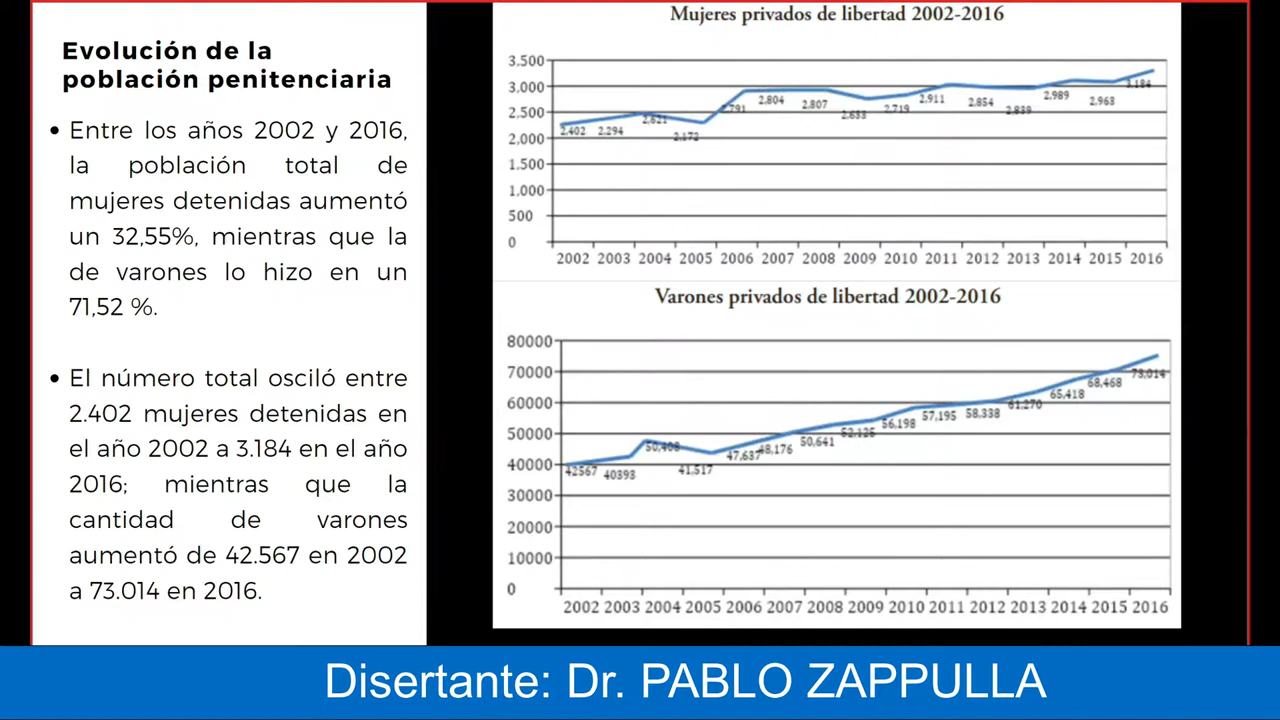 Evolución de la
población penitenciaria
• Entre los años 2002 y 2016,
la población total de
mujeres detenidas aumentó
un 32,55%, mientras que la
de varones lo hizo en un
71,52 %.
• El número total osciló entre
2.402 mujeres detenidas en
el año 2002 a 3.184 en el año
2016; mientras que la
cantidad de varones
aumentó de 42.567 en 2002
a 73.014 en 2016.
Mujeres privados de libertad 2002-2016
3.500
3.000
2.500
2.000
1.500
1.000
500
0
2.402 2.294 2.621 2.172 2.791 2.804 2.807 2.633 2.719 2.911 2.854 2.839 2.989 2.963 3.184
2002 2003 2004 2005 2006 2007 2008 2009 2010 2011 2012 2013 2014 2015 2016
Varones privados de libertad 2002-2016
80000
70000
60000
50000
40000
30000
20000
10000
0
42567 40393 50,408 41,517 47,637 48,176 50,641 52,125 56,198 57,195 58,338 61,270 65,418 68,468 73,014
2002 2003 2004 2005 2006 2007 2008 2009 2010 2011 2012 2013 2014 2015 2016
Disertante: Dr. PABLO ZAPPULLA